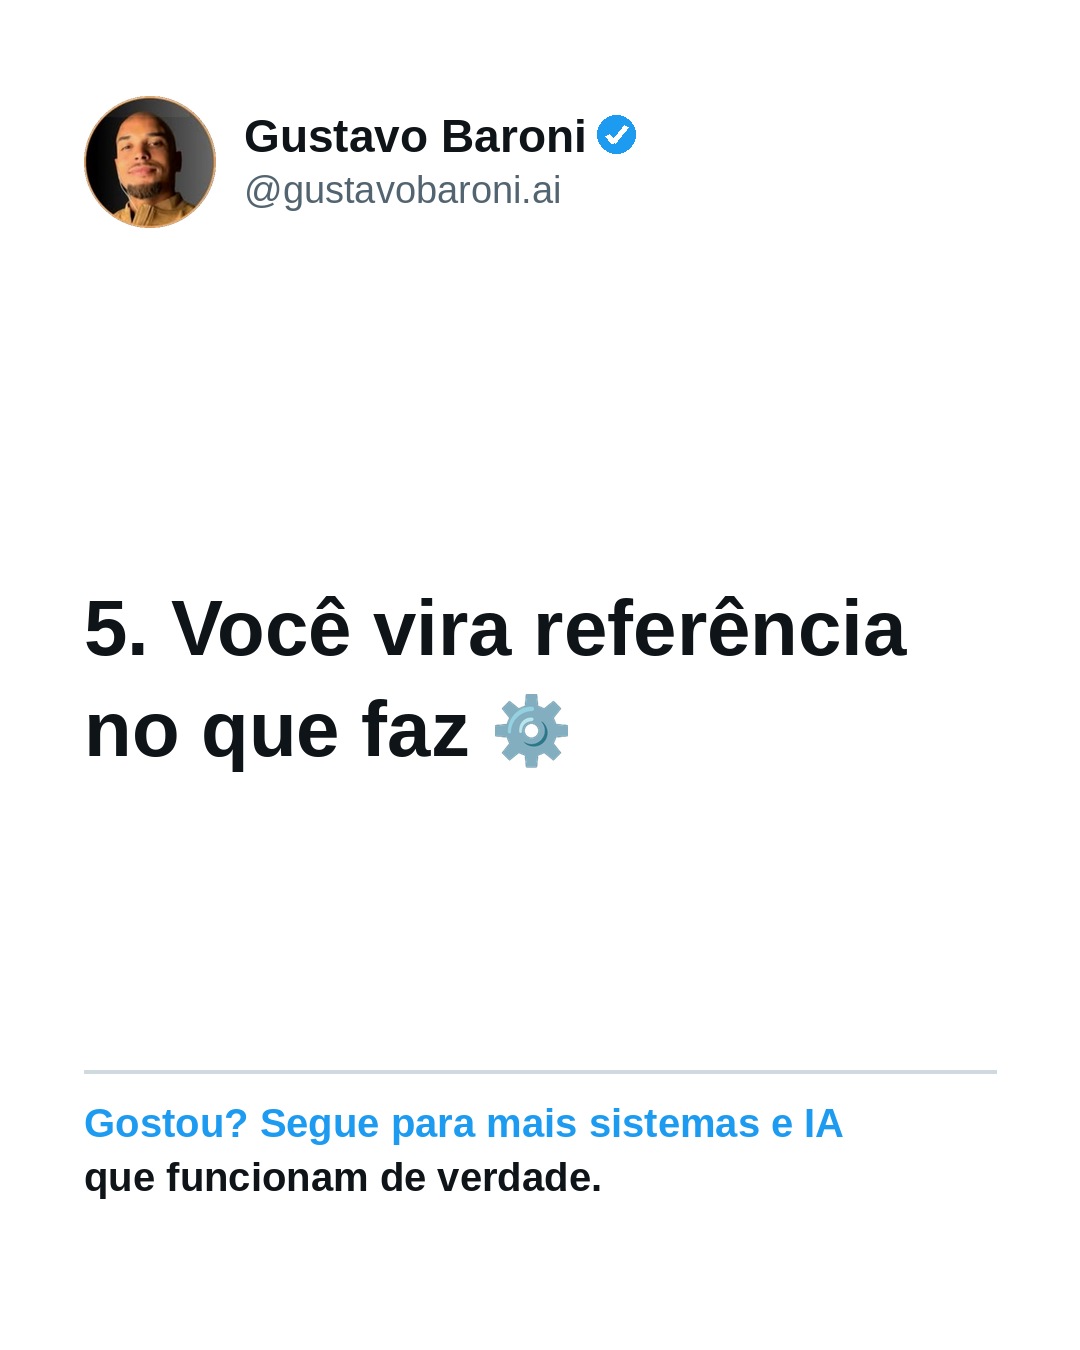 Gustavo Baroni
@gustavobaroni.ai
5. Você vira referência
no que faz ⚙️
Gostou? Segue para mais sistemas e IA
que funcionam de verdade.